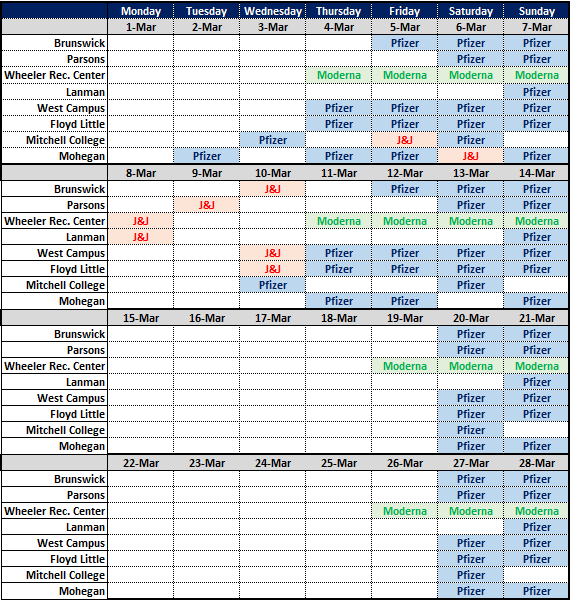 Monday Tuesday Wednesday Thursday Friday Saturday Sunday
1-Mar 2-Mar 3-Mar 4-Mar 5-Mar 6-Mar 7-Mar
Brunswick Pfizer Pfizer Pfizer
Parsons Pfizer Pfizer
Wheeler Rec. Center Moderna Moderna Moderna Moderna
Lanman Pfizer
West Campus Pfizer Pfizer Pfizer Pfizer
Floyd Little Pfizer Pfizer Pfizer Pfizer
Mitchell College Pfizer J&J Pfizer
Mohegan Pfizer Pfizer Pfizer J&J Pfizer
8-Mar 9-Mar 10-Mar 11-Mar 12-Mar 13-Mar 14-Mar
Brunswick J&J Pfizer Pfizer Pfizer
Parsons J&J Pfizer Pfizer
Wheeler Rec. Center J&J Moderna Moderna Moderna Moderna
Lanman J&J Pfizer
West Campus J&J Pfizer Pfizer Pfizer Pfizer
Floyd Little J&J Pfizer Pfizer Pfizer Pfizer
Mitchell College Pfizer Pfizer
Mohegan Pfizer Pfizer Pfizer
15-Mar 16-Mar 17-Mar 18-Mar 19-Mar 20-Mar 21-Mar
Brunswick Pfizer Pfizer
Parsons Pfizer Pfizer
Wheeler Rec. Center Moderna Moderna Moderna
Lanman Pfizer
West Campus Pfizer Pfizer
Floyd Little Pfizer Pfizer
Mitchell College Pfizer
Mohegan Pfizer Pfizer
22-Mar 23-Mar 24-Mar 25-Mar 26-Mar 27-Mar 28-Mar
Brunswick Pfizer Pfizer
Parsons Pfizer Pfizer
Wheeler Rec. Center Moderna Moderna Moderna
Lanman Pfizer
West Campus Pfizer Pfizer
Floyd Little Pfizer Pfizer
Mitchell College Pfizer
Mohegan Pfizer Pfizer